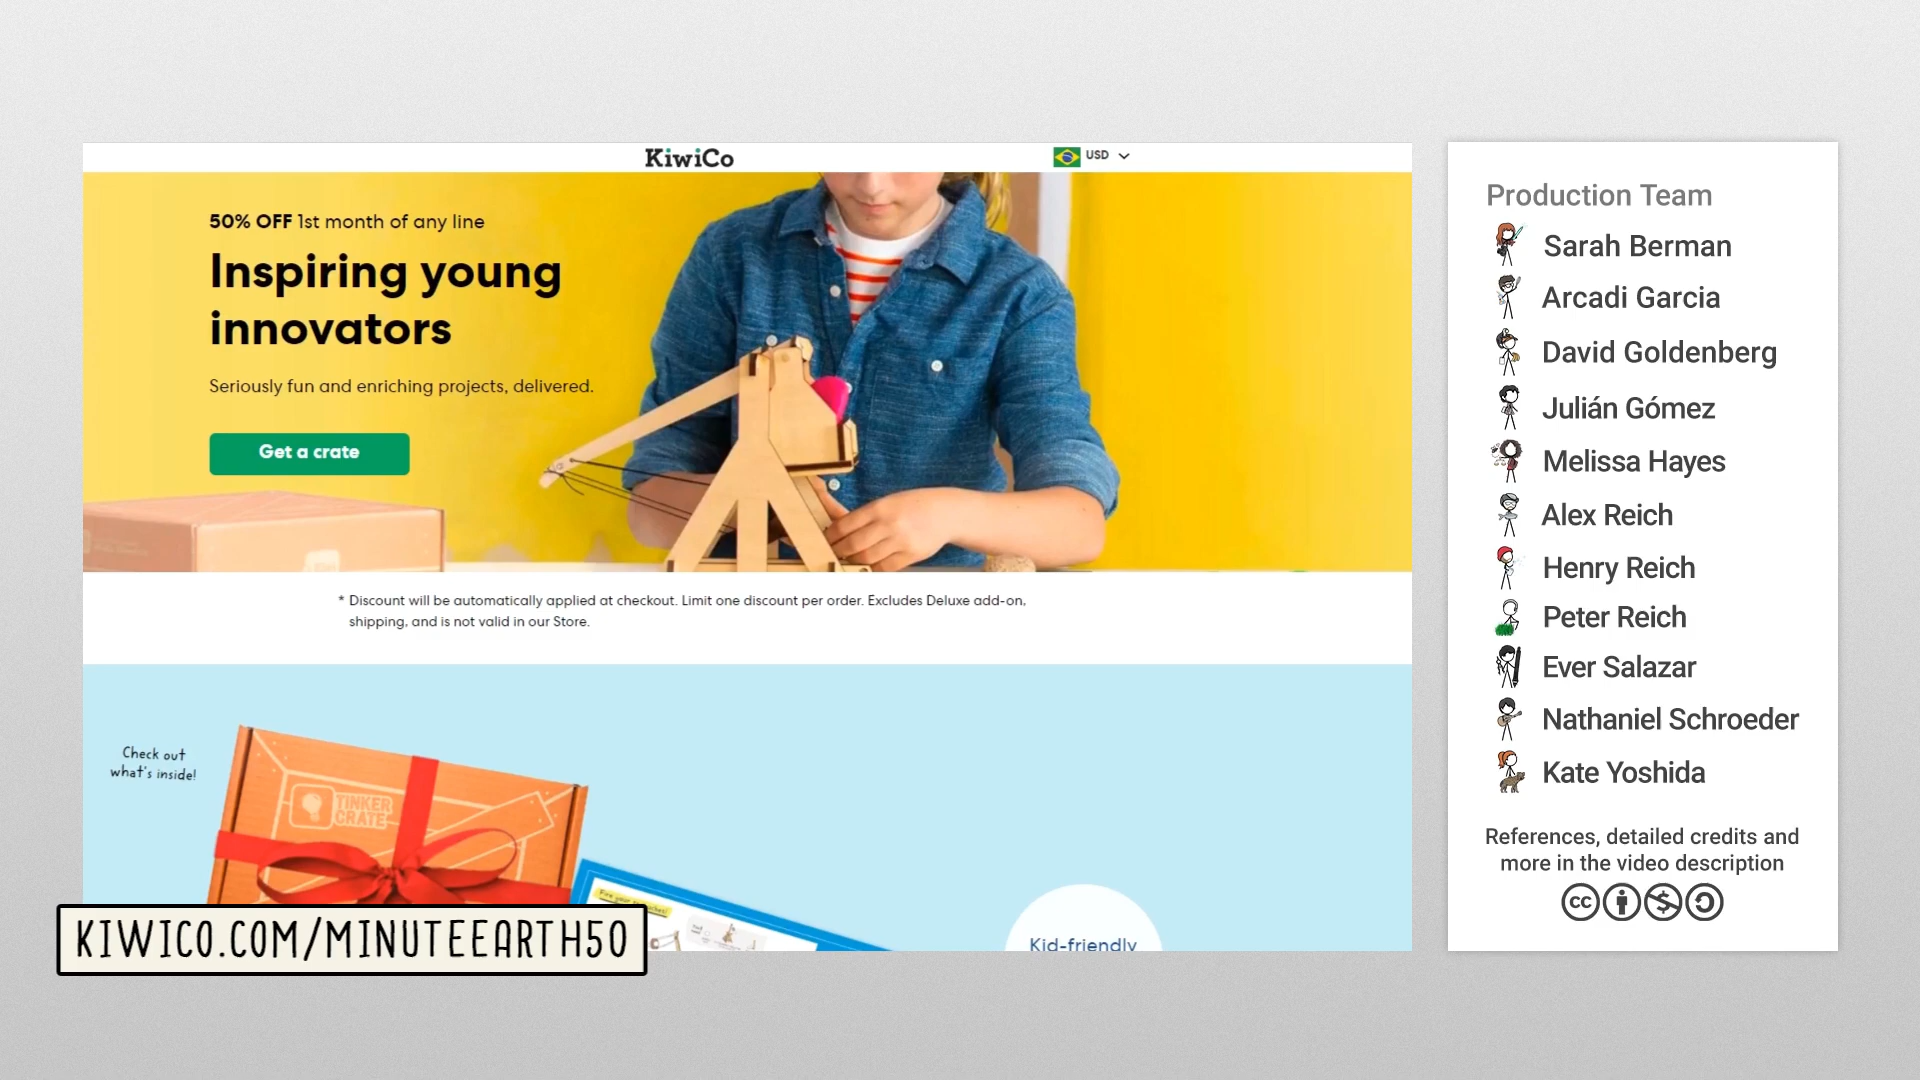 KiwiCo
USD
50% OFF 1st month of any line
Inspiring young
innovators
Seriously fun and enriching projects, delivered.
Get a crate
* Discount will be automatically applied at checkout. Limit one discount per order. Excludes Deluxe add-on,
shipping, and is not valid in our Store.
Check out
what's inside!
TINKER
CRATE
Kid-friendly
KIWICO.COM/MINUTEEARTH50
Production Team
Sarah Berman
Arcadi Garcia
David Goldenberg
Julián Gómez
Melissa Hayes
Alex Reich
Henry Reich
Peter Reich
Ever Salazar
Nathaniel Schroeder
Kate Yoshida
References, detailed credits and
more in the video description
cc